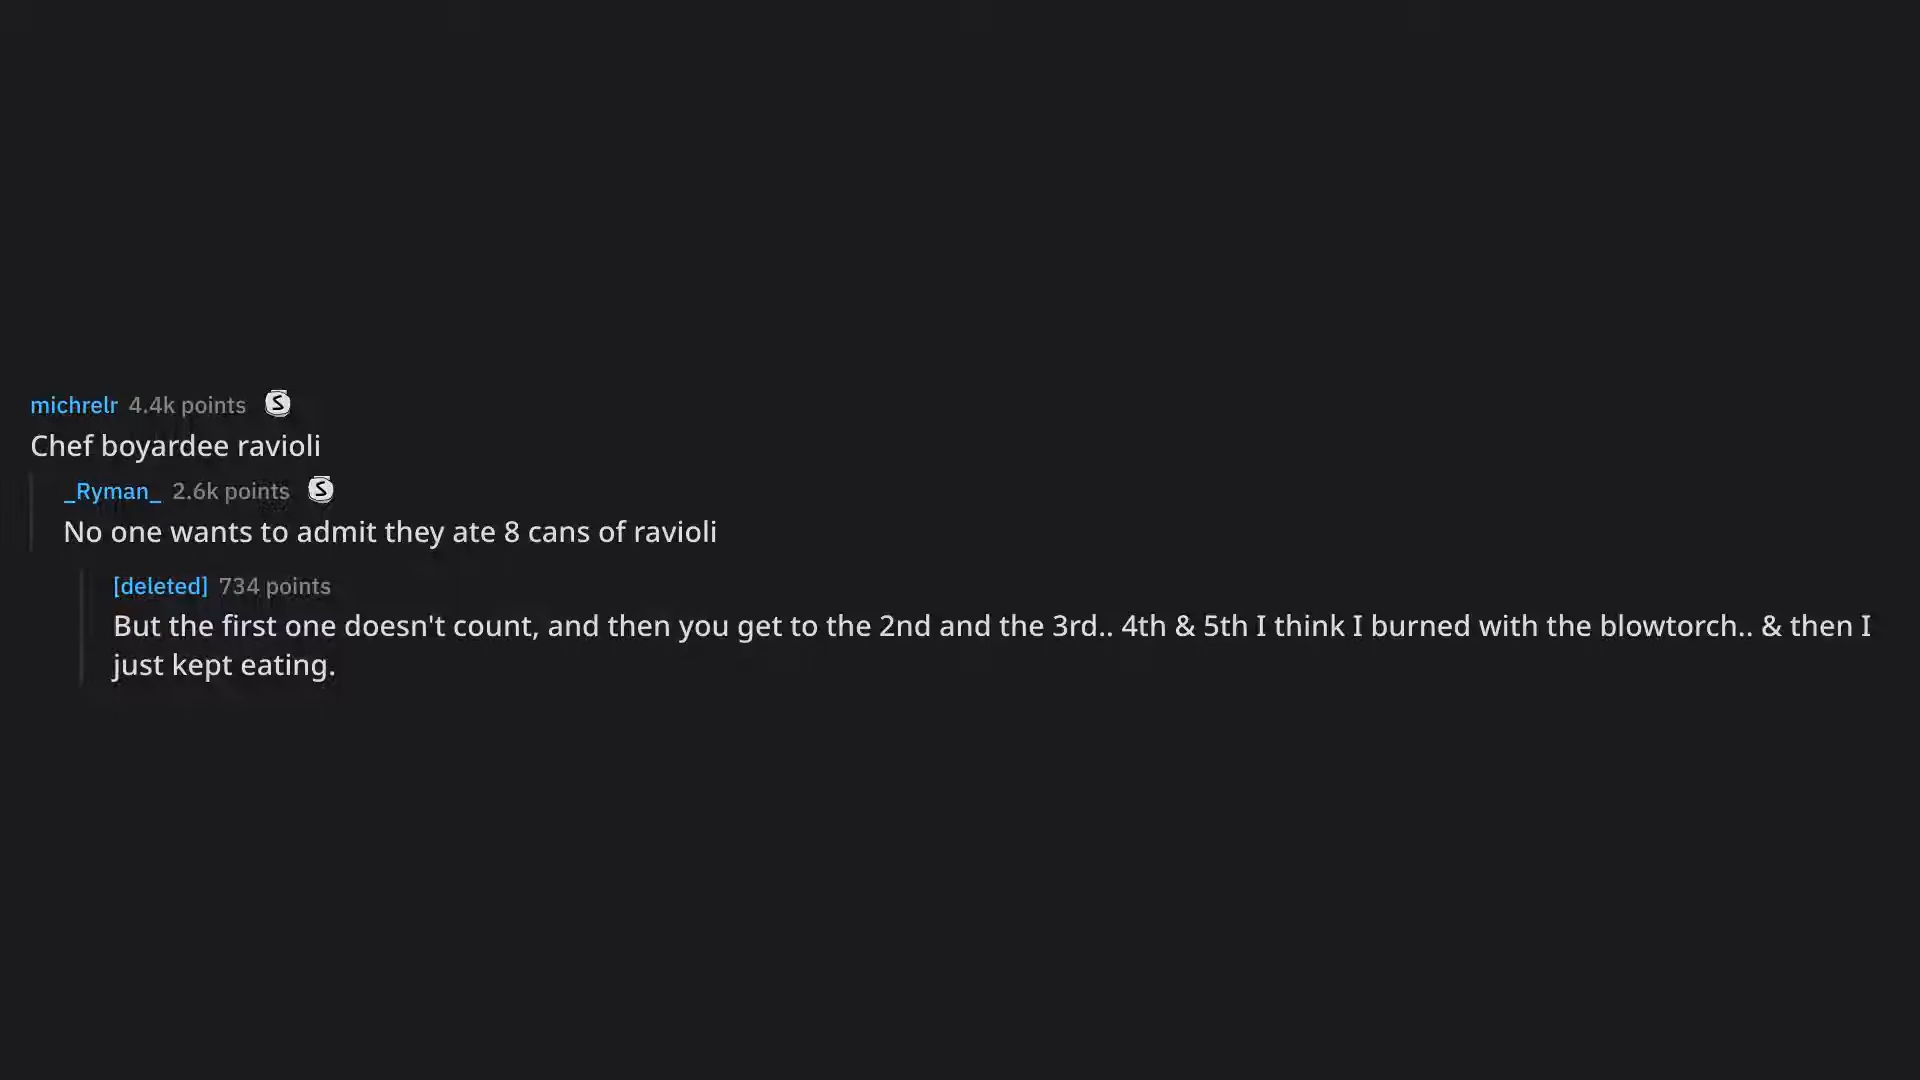 michrelr 4.4k points S
Chef boyardee ravioli
_Ryman_ 2.6k points S
No one wants to admit they ate 8 cans of ravioli
[deleted] 734 points
But the first one doesn't count, and then you get to the 2nd and the 3rd.. 4th & 5th I think I burned with the blowtorch.. & then I
just kept eating.